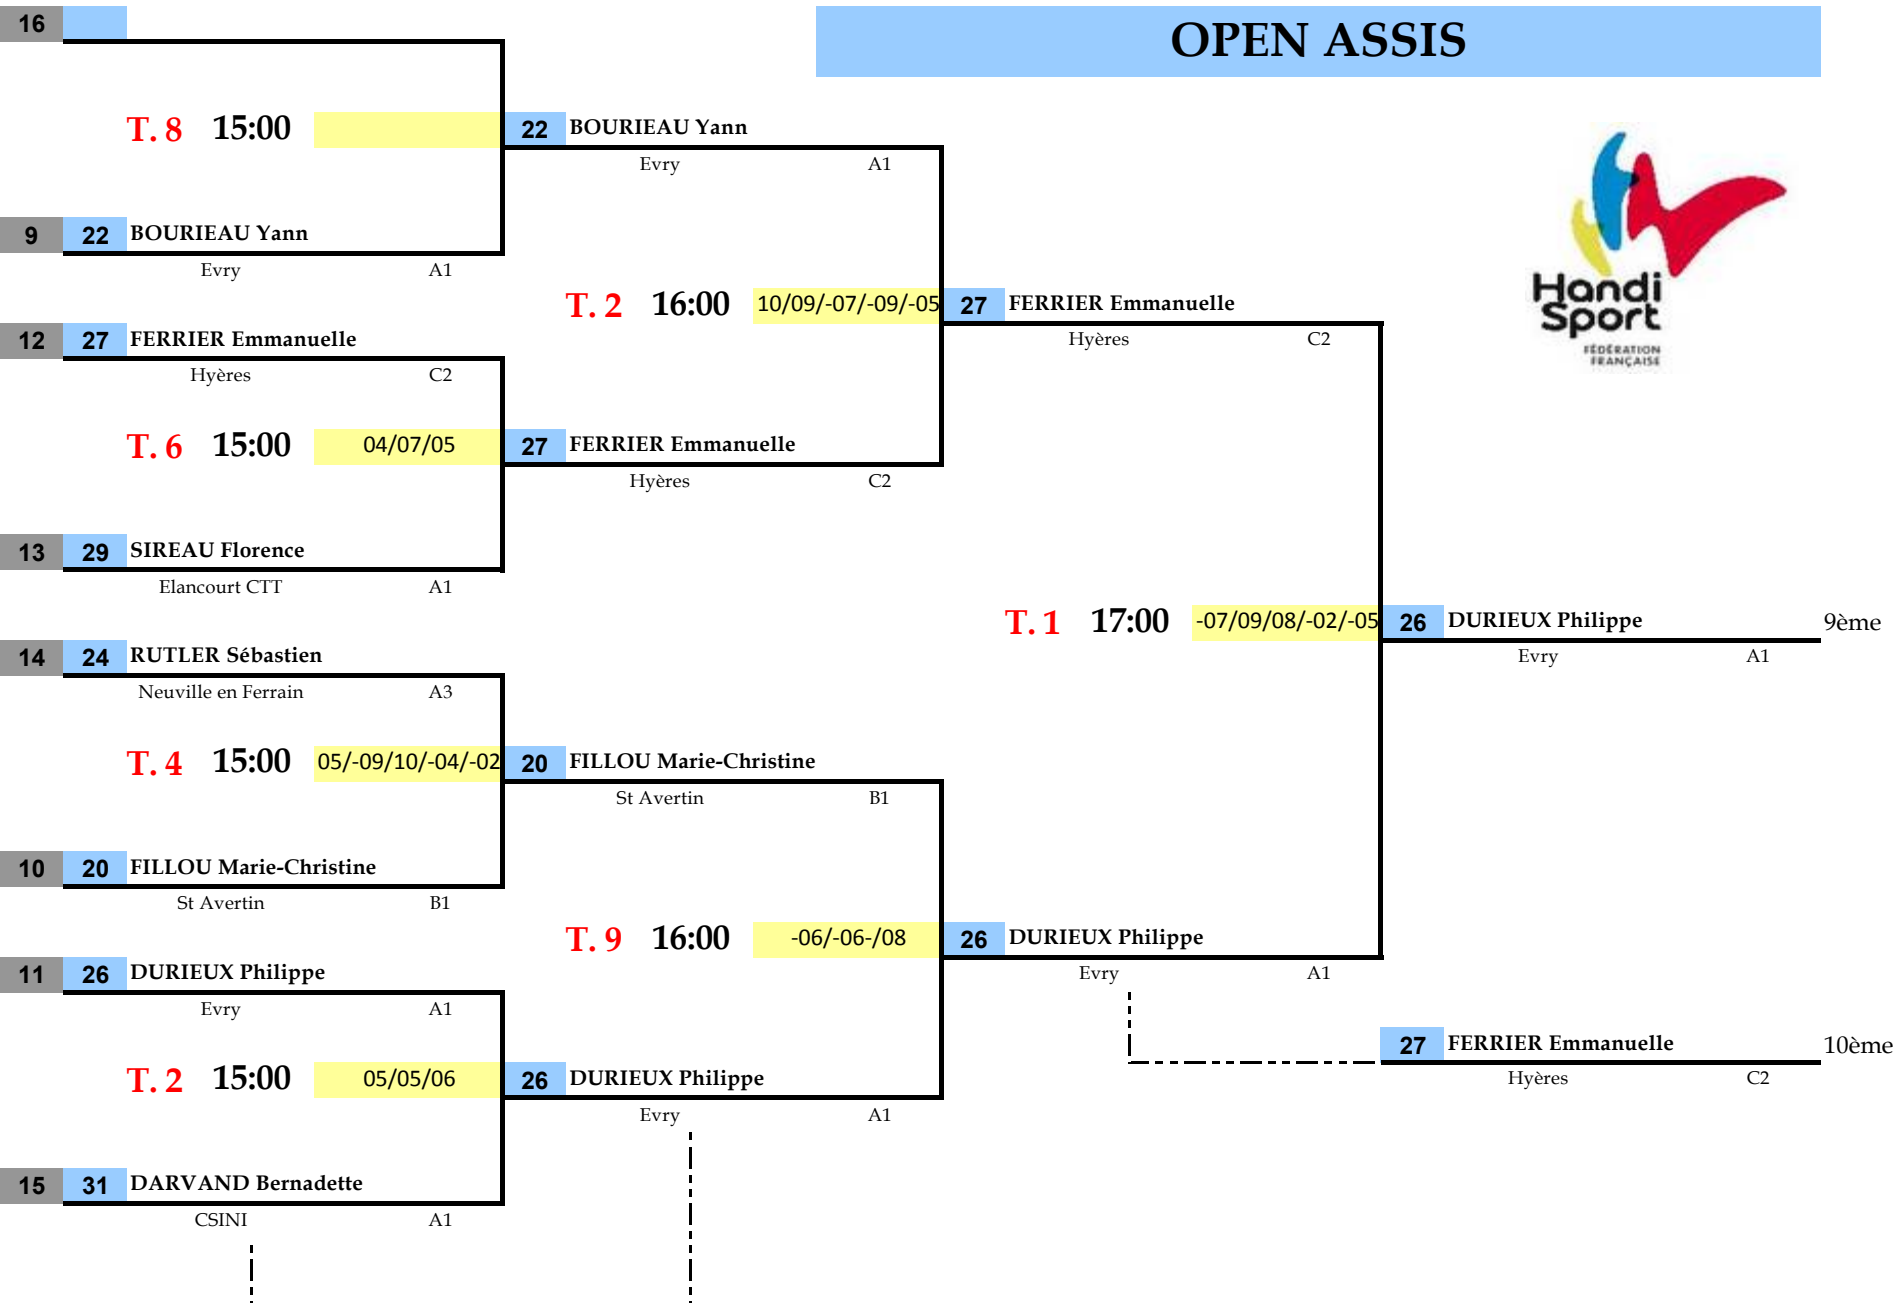 16
OPEN ASSIS
T. 8 15:00 22 BOURIEAU Yann
Evry A1
9 22 BOURIEAU Yann
Evry A1
T. 2 16:00 10/09/-07/-09/-05 27 FERRIER Emmanuelle
Hyères C2
Handi
Sport
FÉDÉRATION
FRANÇAISE
12 27 FERRIER Emmanuelle
Hyères C2
T. 6 15:00 04/07/05 27 FERRIER Emmanuelle
Hyères C2
13 29 SIREAU Florence
Elancourt CTT A1
T. 1 17:00 -07/09/08/-02/-05 26 DURIEUX Philippe 9ème
Evry A1
14 24 RUTLER Sébastien
Neuville en Ferrain A3
T. 4 15:00 05/-09/10/-04/-02 20 FILLOU Marie-Christine
St Avertin B1
10 20 FILLOU Marie-Christine
St Avertin B1
T. 9 16:00 -06/-06-/08 26 DURIEUX Philippe
Evry A1
11 26 DURIEUX Philippe
Evry A1
27 FERRIER Emmanuelle 10ème
Hyères C2
T. 2 15:00 05/05/06 26 DURIEUX Philippe
Evry A1
15 31 DARVAND Bernadette
CSINI A1